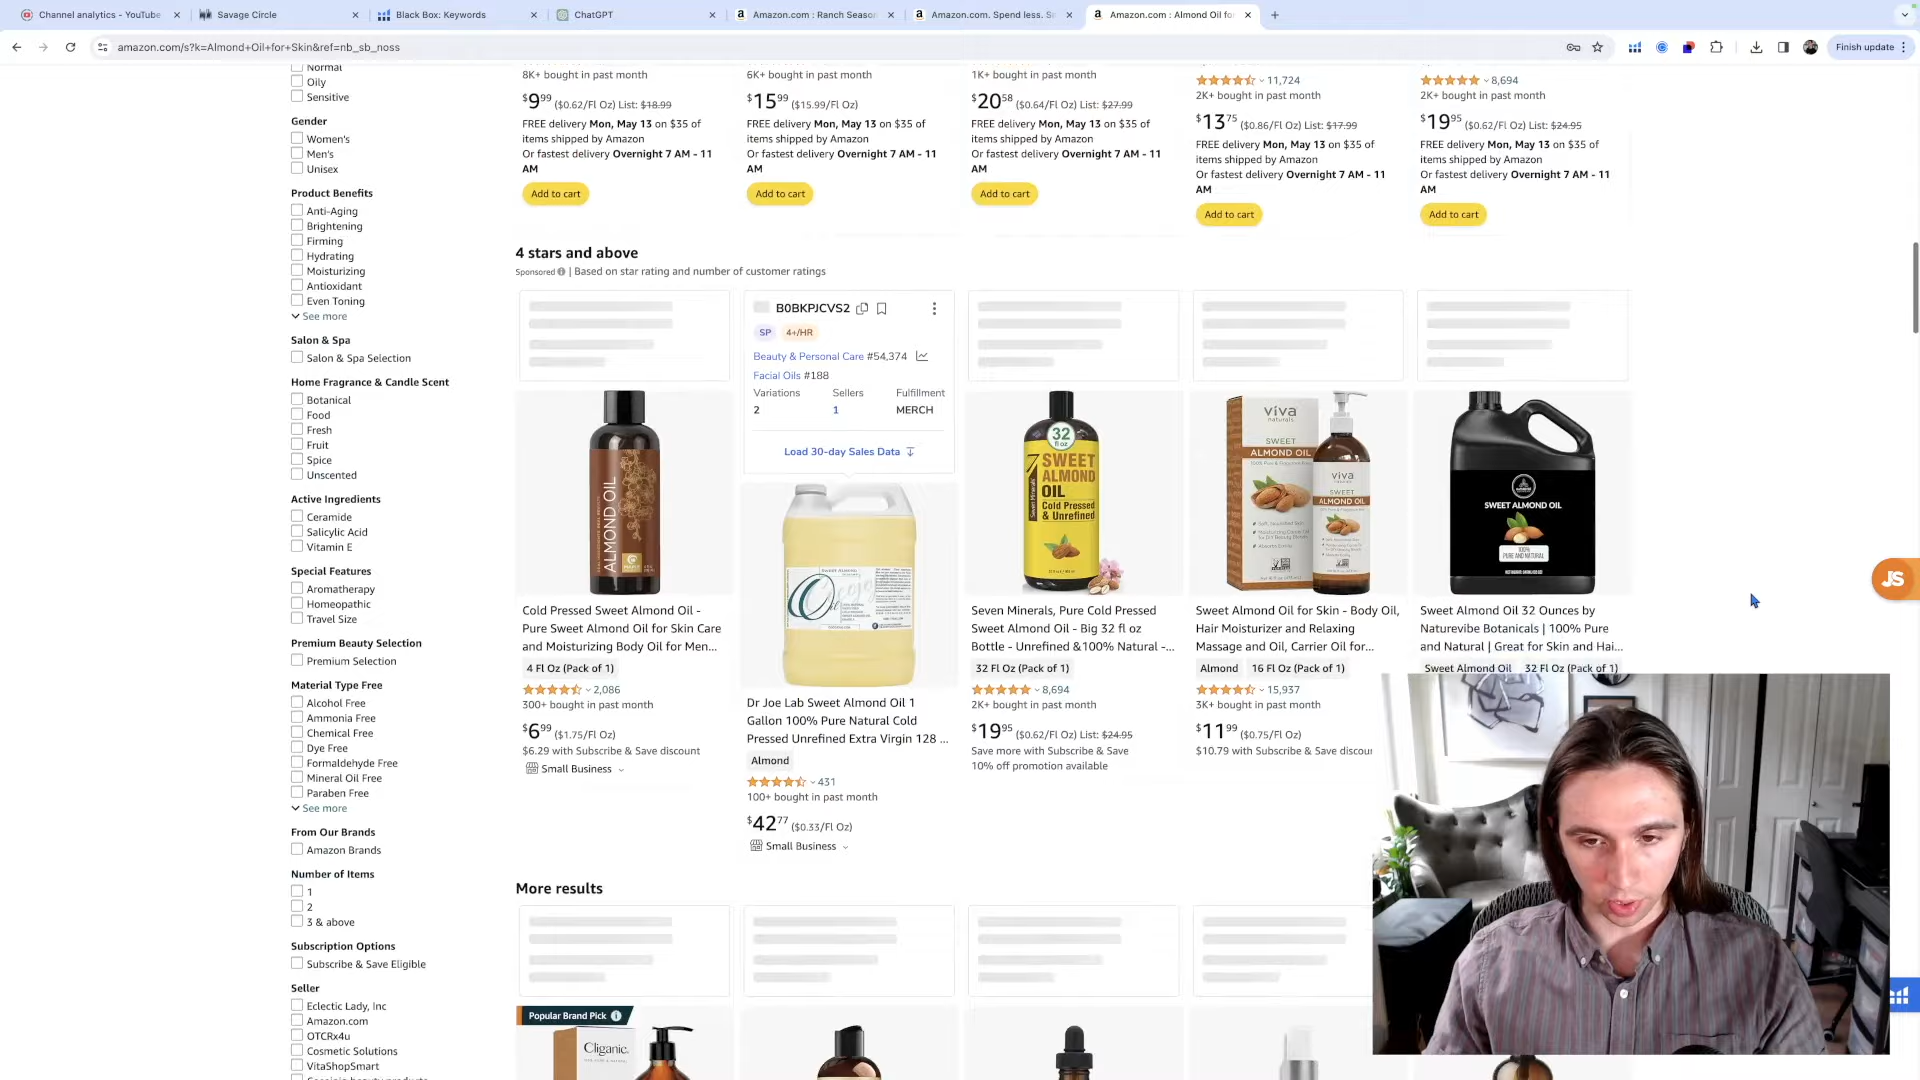 Channel analytics - YouTube
Savage Circle
Black Box: Keywords
ChatGPT
Amazon.com : Ranch Season
Amazon.com. Spend less. S
Amazon.com : Almond Oil fo
amazon.com/s?k=Almond+Oil+for+Skin&ref=nb_sb_noss
Finish update
Normal
Oily
Sensitive
Gender
Women's
Men's
Unisex
Product Benefits
Anti-Aging
Brightening
Firming
Hydrating
Moisturizing
Antioxidant
Even Toning
See more
Salon & Spa
Salon & Spa Selection
Home Fragrance & Candle Scent
Botanical
Food
Fresh
Fruit
Spice
Unscented
Active Ingredients
Ceramide
Salicylic Acid
Vitamin E
Special Features
Aromatherapy
Homeopathic
Travel Size
Premium Beauty Selection
Premium Selection
Material Type Free
Alcohol Free
Ammonia Free
Chemical Free
Dye Free
Formaldehyde Free
Mineral Oil Free
Paraben Free
See more
From Our Brands
Amazon Brands
Number of Items
1
2
3 & above
Subscription Options
Subscribe & Save Eligible
Seller
Eclectic Lady, Inc
Amazon.com
OTCRx4u
Cosmetic Solutions
VitaShopSmart
8K+ bought in past month
$9.99 ($0.62/Fl Oz) List: $18.99
FREE delivery Mon, May 13 on $35 of
items shipped by Amazon
Or fastest delivery Overnight 7 AM - 11
AM
Add to cart
6K+ bought in past month
$15.99 ($15.99/Fl Oz)
FREE delivery Mon, May 13 on $35 of
items shipped by Amazon
Or fastest delivery Overnight 7 AM - 11
AM
Add to cart
1K+ bought in past month
$20.58 ($0.64/Fl Oz) List: $27.99
FREE delivery Mon, May 13 on $35 of
items shipped by Amazon
Or fastest delivery Overnight 7 AM - 11
AM
Add to cart
11,724
2K+ bought in past month
$13.75 ($0.86/Fl Oz) List: $17.99
FREE delivery Mon, May 13 on $35 of
items shipped by Amazon
Or fastest delivery Overnight 7 AM - 11
AM
Add to cart
8,694
2K+ bought in past month
$19.95 ($0.62/Fl Oz) List: $24.95
FREE delivery Mon, May 13 on $35 of
items shipped by Amazon
Or fastest delivery Overnight 7 AM - 11
AM
Add to cart
4 stars and above
Sponsored | Based on star rating and number of customer ratings
ALMOND OIL
Cold Pressed Sweet Almond Oil -
Pure Sweet Almond Oil for Skin Care
and Moisturizing Body Oil for Men...
4 Fl Oz (Pack of 1)
2,086
300+ bought in past month
$6.99 ($1.75/Fl Oz)
$6.29 with Subscribe & Save discount
Small Business
B0BKPJCVS2
SP 4+/HR
Beauty & Personal Care #54,374
Facial Oils #188
Variations Sellers Fulfillment
2 1 MERCH
Load 30-day Sales Data
Oil
Dr Joe Lab Sweet Almond Oil 1
Gallon 100% Pure Natural Cold
Pressed Unrefined Extra Virgin 128 ...
Almond
431
100+ bought in past month
$42.77 ($0.33/Fl Oz)
Small Business
32
fl oz
Seven Minerals
SWEET
ALMOND
OIL
Cold Pressed
& Unrefined
Seven Minerals, Pure Cold Pressed
Sweet Almond Oil - Big 32 fl oz
Bottle - Unrefined &100% Natural -...
32 Fl Oz (Pack of 1)
8,694
2K+ bought in past month
$19.95 ($0.62/Fl Oz) List: $24.95
Save more with Subscribe & Save
10% off promotion available
viva
naturals
SWEET
ALMOND OIL
viva
SWEET
ALMOND OIL
Sweet Almond Oil for Skin - Body Oil,
Hair Moisturizer and Relaxing
Massage and Oil, Carrier Oil for...
Almond 16 Fl Oz (Pack of 1)
15,937
3K+ bought in past month
$11.99 ($0.75/Fl Oz)
$10.79 with Subscribe & Save discou
SWEET ALMOND OIL
100%
PURE AND NATURAL
Sweet Almond Oil 32 Ounces by
Naturevibe Botanicals | 100% Pure
and Natural | Great for Skin and Hai...
Sweet Almond Oil 32 Fl Oz (Pack of 1)
JS
More results
Popular Brand Pick
Cliganic